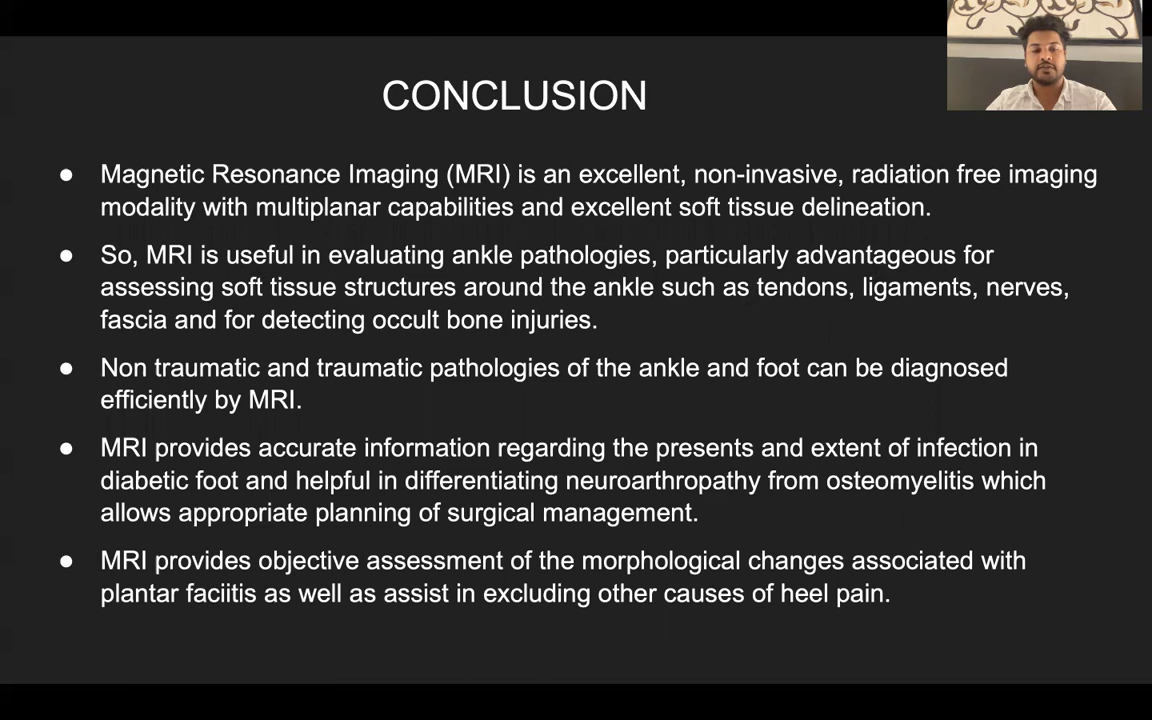 CONCLUSION
● Magnetic Resonance Imaging (MRI) is an excellent, non-invasive, radiation free imaging
modality with multiplanar capabilities and excellent soft tissue delineation.
● So, MRI is useful in evaluating ankle pathologies, particularly advantageous for
assessing soft tissue structures around the ankle such as tendons, ligaments, nerves,
fascia and for detecting occult bone injuries.
● Non traumatic and traumatic pathologies of the ankle and foot can be diagnosed
efficiently by MRI.
● MRI provides accurate information regarding the presents and extent of infection in
diabetic foot and helpful in differentiating neuroarthropathy from osteomyelitis which
allows appropriate planning of surgical management.
● MRI provides objective assessment of the morphological changes associated with
plantar faciitis as well as assist in excluding other causes of heel pain.